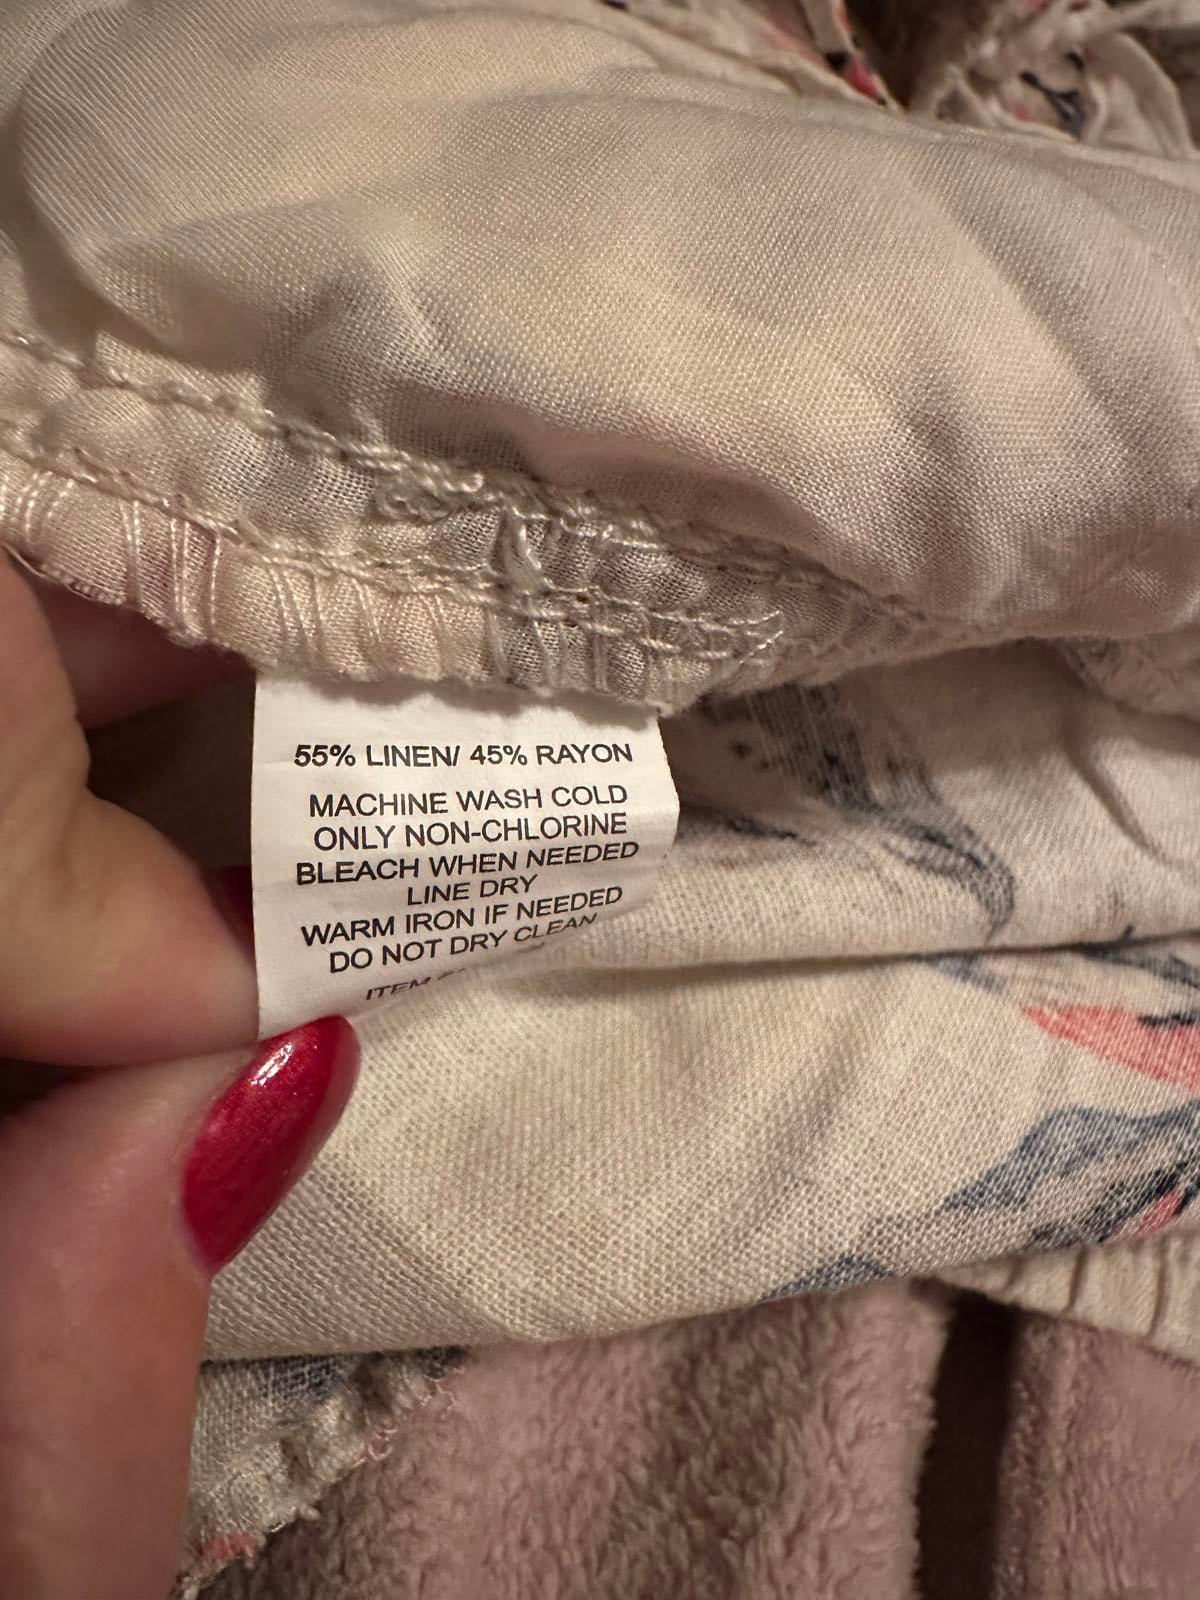 55% LINEN/ 45% RAYON
MACHINE WASH COLD
ONLY NON-CHLORINE
BLEACH WHEN NEEDED
LINE DRY
WARM IRON IF NEEDED
DO NOT DRY CLEAN
ITEM